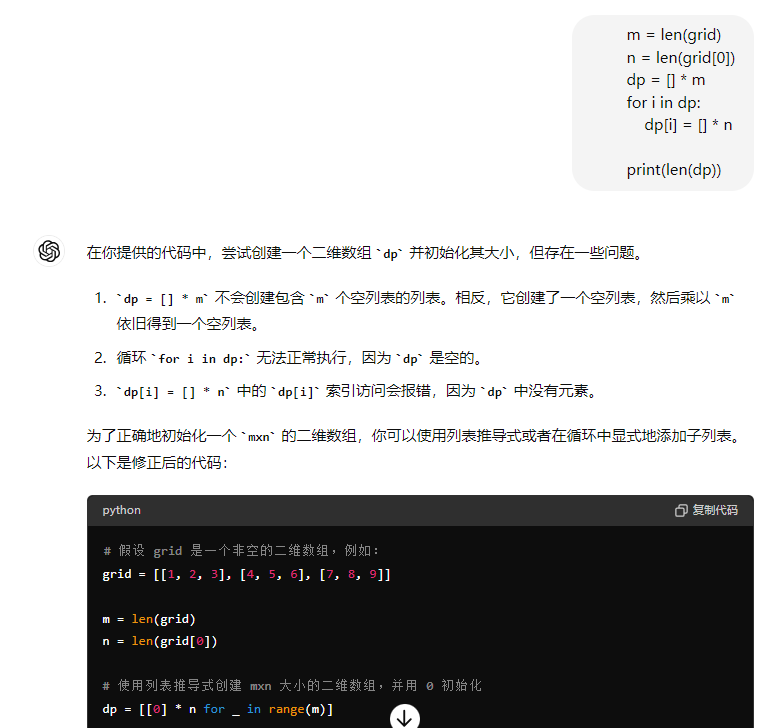 m = len(grid)
n = len(grid[0])
dp = [] * m
for i in dp:
    dp[i] = [] * n
print(len(dp))
在你提供的代码中，尝试创建一个二维数组 `dp` 并初始化其大小，但存在一些问题。
1. `dp = [] * m` 不会创建包含 `m` 个空列表的列表。相反，它创建了一个空列表，然后乘以 `m`
依旧得到一个空列表。
2. 循环 `for i in dp:` 无法正常执行，因为 `dp` 是空的。
3. `dp[i] = [] * n` 中的 `dp[i]` 索引访问会报错，因为 `dp` 中没有元素。
为了正确地初始化一个 `mxn` 的二维数组，你可以使用列表推导式或者在循环中显式地添加子列表。
以下是修正后的代码：
python
复制代码
# 假设 grid 是一个非空的二维数组，例如：
grid = [[1, 2, 3], [4, 5, 6], [7, 8, 9]]
m = len(grid)
n = len(grid[0])
# 使用列表推导式创建 mxn 大小的二维数组，并用 0 初始化
dp = [[0] * n for _ in range(m)]